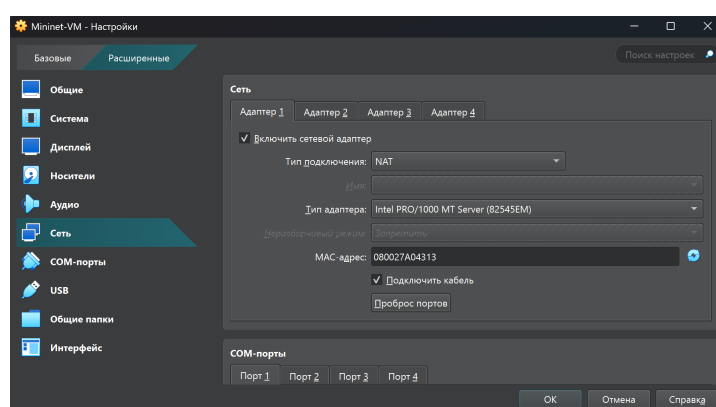 Mininet-VM - Настройки
Базовые Расширенные
Поиск настроек
Общие
Система
Дисплей
Носители
Аудио
Сеть
COM-порты
USB
Общие папки
Интерфейс
Сеть
Адаптер 1 Адаптер 2 Адаптер 3 Адаптер 4
Включить сетевой адаптер
Тип подключения: NAT
Имя:
Тип адаптера: Intel PRO/1000 MT Server (82545EM)
Неразборчивый режим: Запретить
MAC-адрес: 080027A04313
Подключить кабель
Проброс портов
COM-порты
Порт 1 Порт 2 Порт 3 Порт 4
OK Отмена Справка